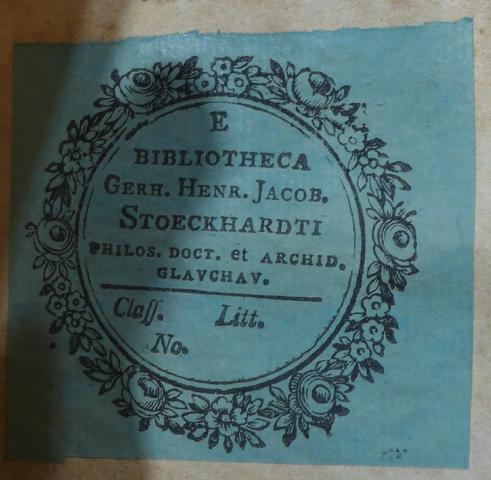 E
BIBLIOTHECA
GERH. HENR. JACOB.
STOECKHARDTI
PHILOS. DOCT. et ARCHID.
GLAVCHAV.
Claſſ. Litt.
No.